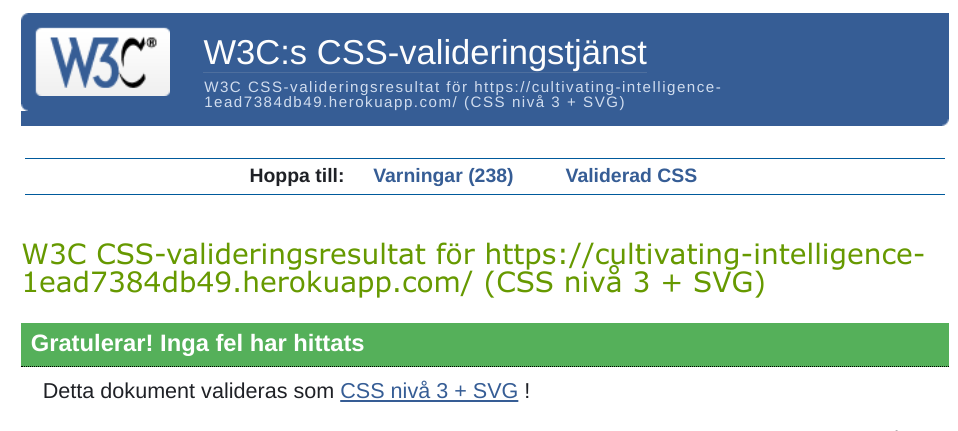 W3C®
W3C:s CSS-valideringstjänst
W3C CSS-valideringsresultat för https://cultivating-intelligence-
1ead7384db49.herokuapp.com/ (CSS nivå 3 + SVG)
Hoppa till: Varningar (238) Validerad CSS
W3C CSS-valideringsresultat för https://cultivating-intelligence-
1ead7384db49.herokuapp.com/ (CSS nivå 3 + SVG)
Gratulerar! Inga fel har hittats
Detta dokument valideras som CSS nivå 3 + SVG !